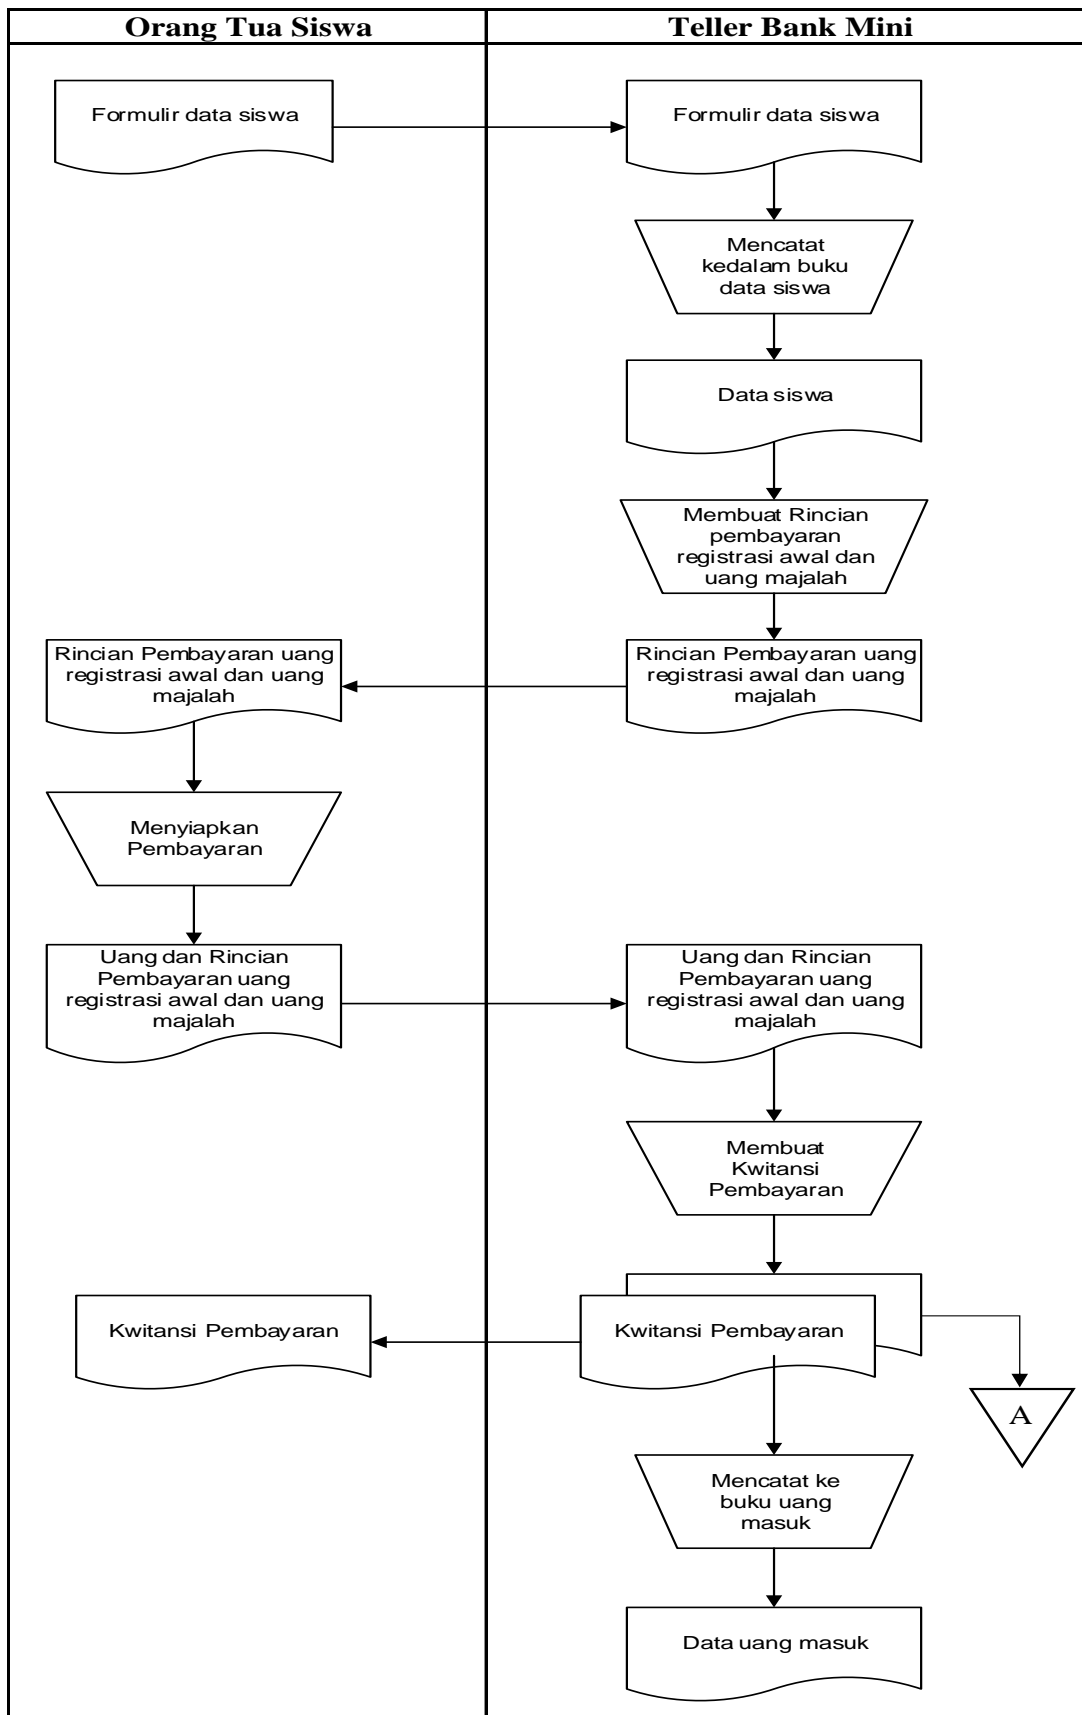 Orang Tua Siswa
Teller Bank Mini
Formulir data siswa
Formulir data siswa
Mencatat
kedalam buku
data siswa
Data siswa
Membuat Rincian
pembayaran
registrasi awal dan
uang majalah
Rincian Pembayaran uang
registrasi awal dan uang
majalah
Rincian Pembayaran uang
registrasi awal dan uang
majalah
Menyiapkan
Pembayaran
Uang dan Rincian
Pembayaran uang
registrasi awal dan uang
majalah
Uang dan Rincian
Pembayaran uang
registrasi awal dan uang
majalah
Membuat
Kwitansi
Pembayaran
Kwitansi Pembayaran
Kwitansi Pembayaran
A
Mencatat ke
buku uang
masuk
Data uang masuk